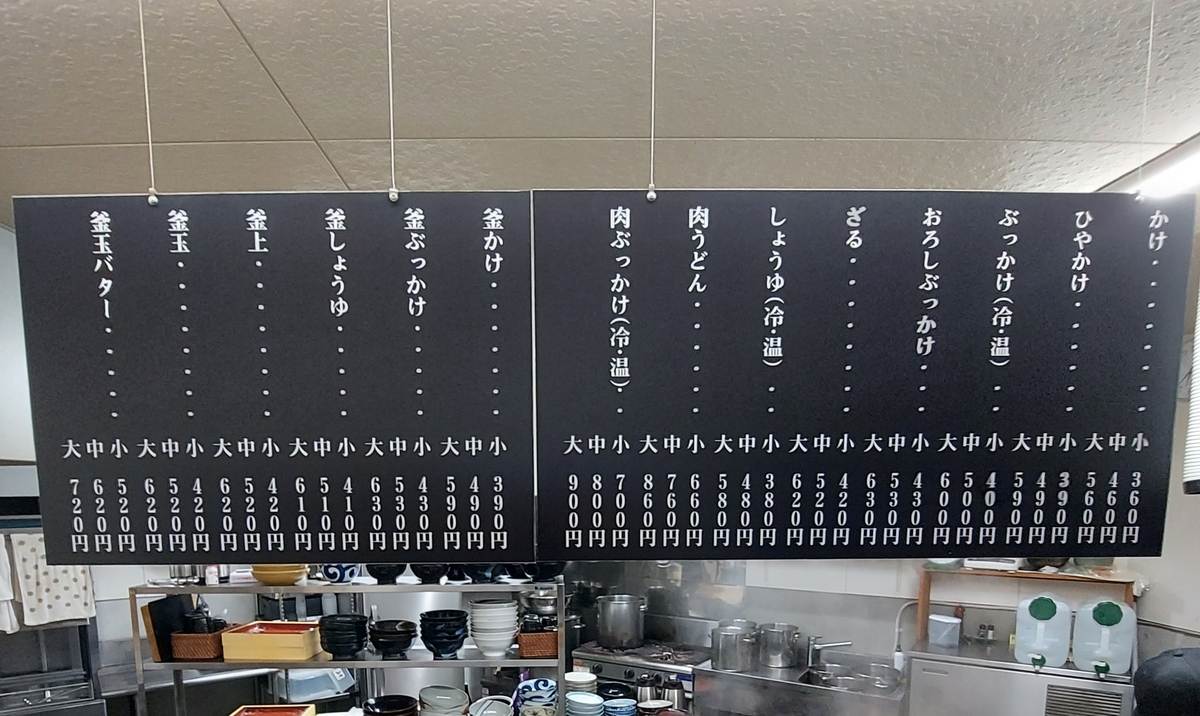 かけ・・・・・・・・
小 360円
中 460円
大 560円
ひやかけ・・・・・・
小 390円
中 490円
大 590円
ぶっかけ(冷・温)・・
小 400円
中 500円
大 600円
おろしぶっかけ・・・
小 430円
中 530円
大 630円
ざる・・・・・・・・
小 420円
中 520円
大 620円
しょうゆ(冷・温)・・
小 380円
中 480円
大 580円
肉うどん・・・・・・
小 660円
中 760円
大 860円
肉ぶっかけ(冷・温)・・
小 700円
中 800円
大 900円
釜かけ・・・・・・・
小 390円
中 490円
大 590円
釜ぶっかけ・・・・・
小 430円
中 530円
大 630円
釜しょうゆ・・・・・
小 410円
中 510円
大 610円
釜上・・・・・・・・
小 420円
中 520円
大 620円
釜玉・・・・・・・・
小 420円
中 520円
大 620円
釜玉バター・・・・・
小 520円
中 620円
大 720円